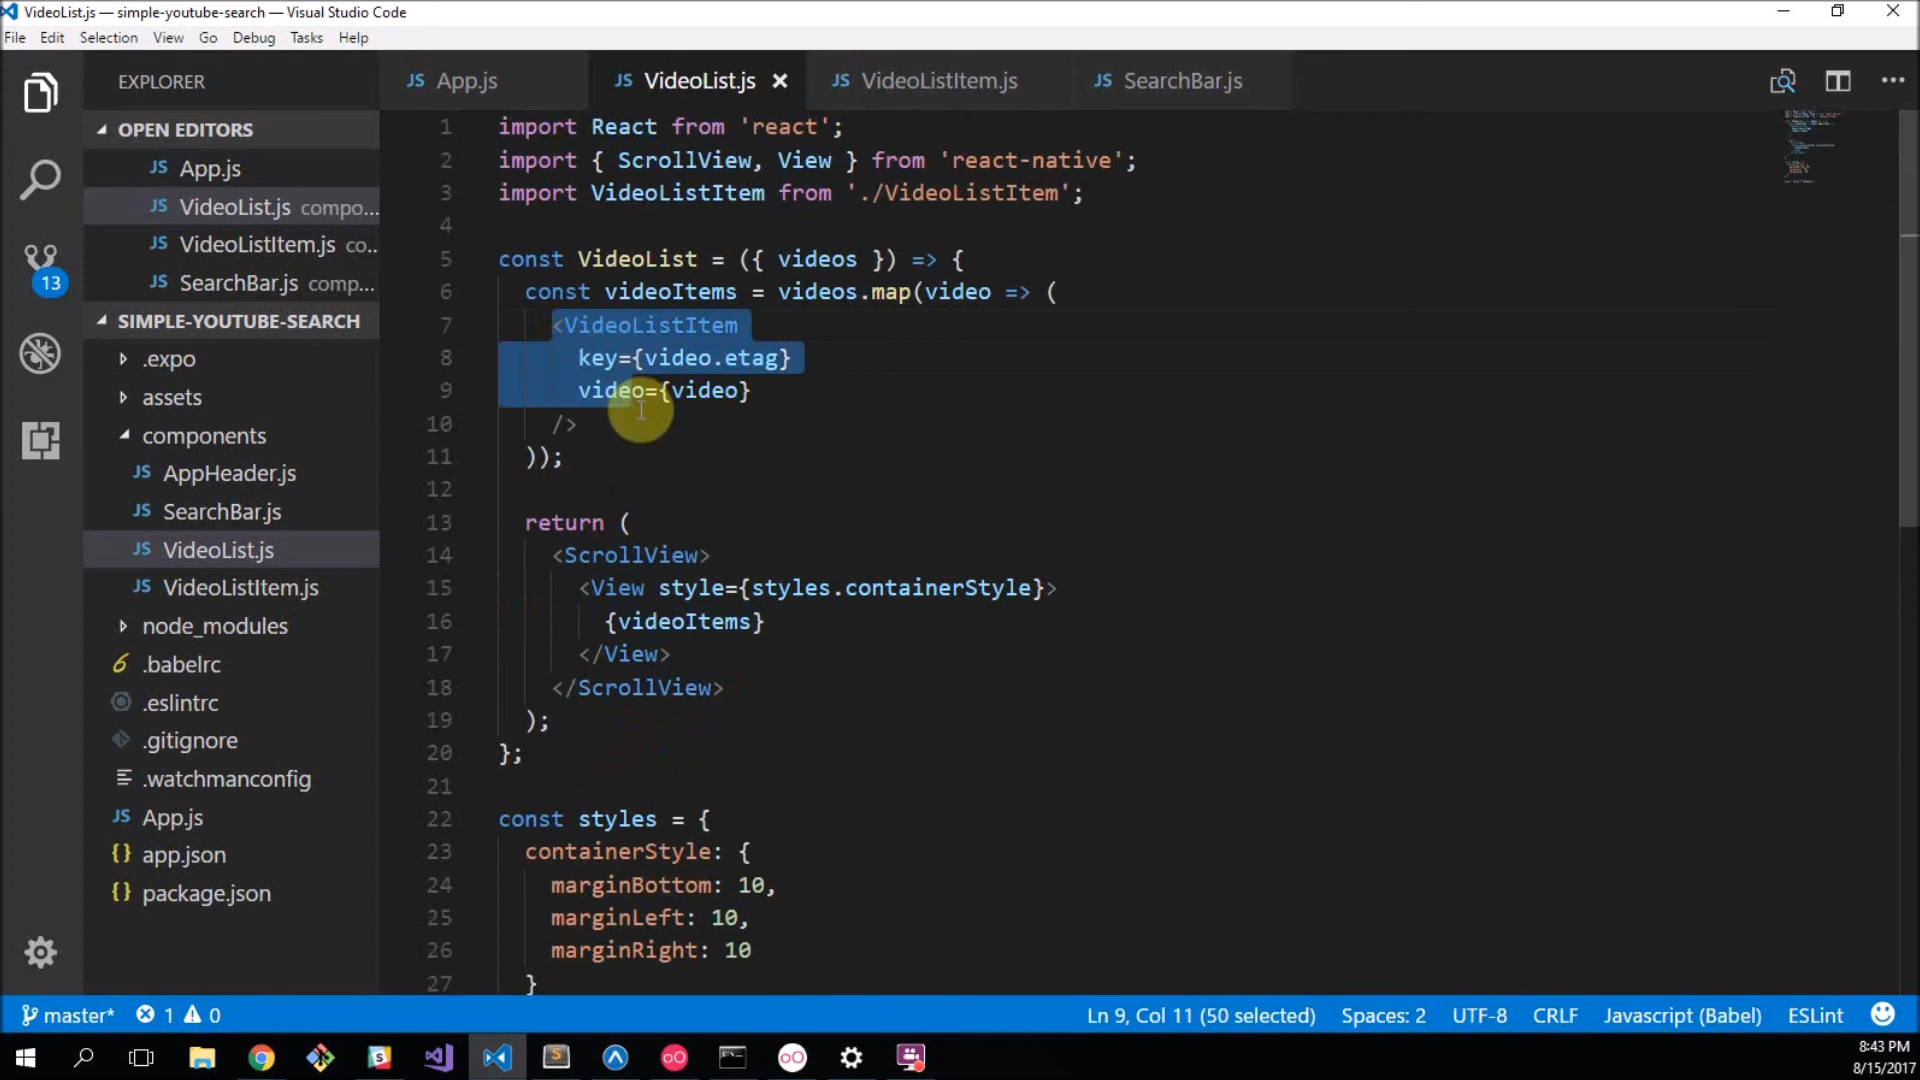 VideoList.js — simple-youtube-search — Visual Studio Code
File Edit Selection View Go Debug Tasks Help
EXPLORER
OPEN EDITORS
JS App.js
JS VideoList.js compo...
JS VideoListItem.js co...
JS SearchBar.js comp...
13
SIMPLE-YOUTUBE-SEARCH
.expo
assets
components
JS AppHeader.js
JS SearchBar.js
JS VideoList.js
JS VideoListItem.js
node_modules
6 .babelrc
.eslintrc
.gitignore
.watchmanconfig
JS App.js
{} app.json
{} package.json
JS App.js JS VideoList.js × JS VideoListItem.js JS SearchBar.js
1 import React from 'react';
2 import { ScrollView, View } from 'react-native';
3 import VideoListItem from './VideoListItem';
4
5 const VideoList = ({ videos }) => {
6 const videoItems = videos.map(video => (
7 <VideoListItem
8 key={video.etag}
9 video={video}
10 />
11 ));
12
13 return (
14 <ScrollView>
15 <View style={styles.containerStyle}>
16 {videoItems}
17 </View>
18 </ScrollView>
19 );
20 };
21
22 const styles = {
23 containerStyle: {
24 marginBottom: 10,
25 marginLeft: 10,
26 marginRight: 10
27 }
master* 1 0 Ln 9, Col 11 (50 selected) Spaces: 2 UTF-8 CRLF Javascript (Babel) ESLint
8:43 PM
8/15/2017